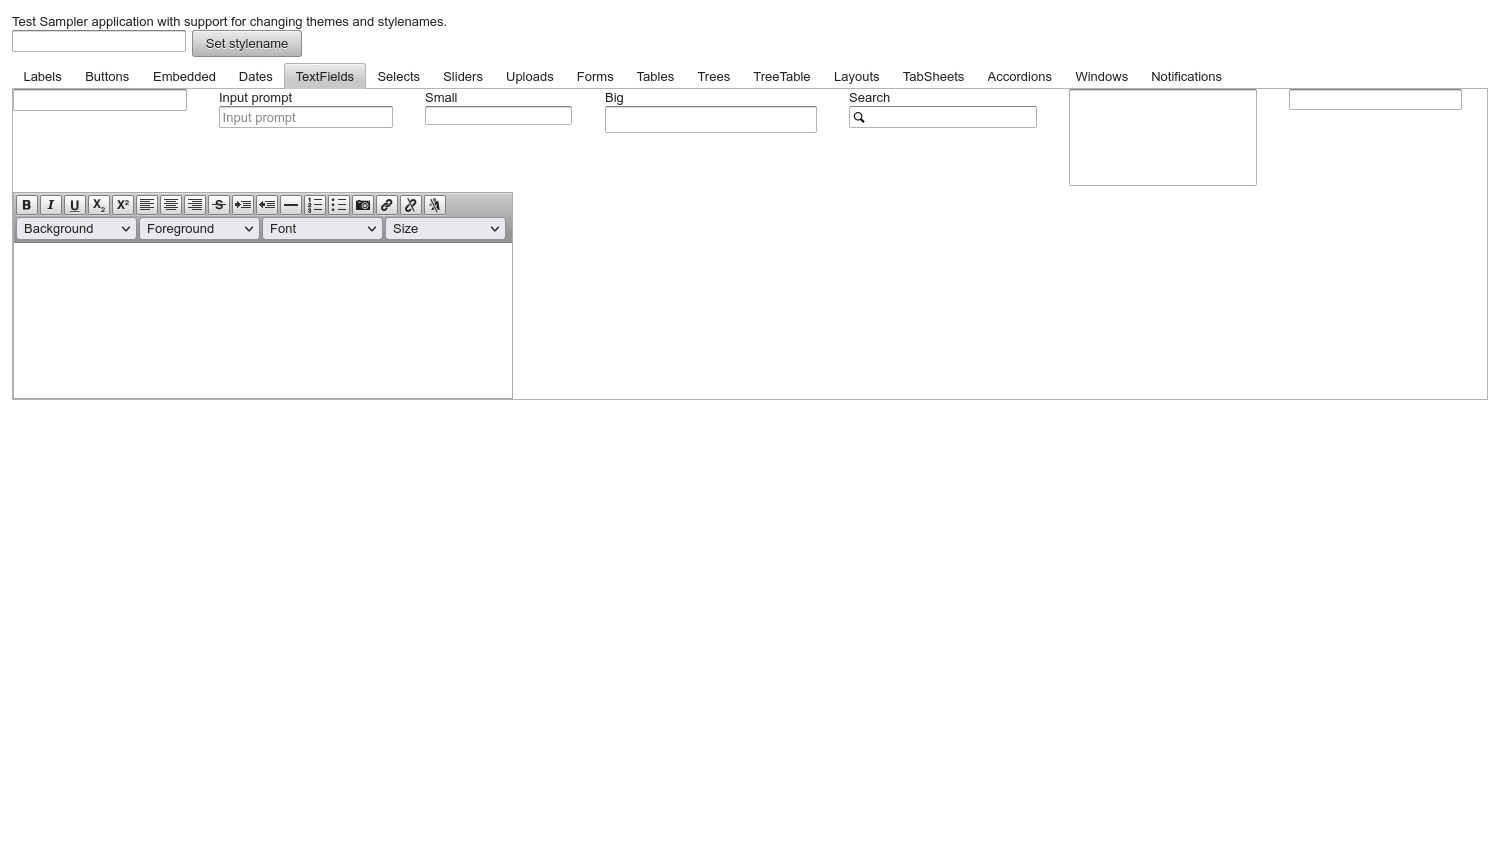 Test Sampler application with support for changing themes and stylenames.
Set stylename
Labels Buttons Embedded Dates TextFields Selects Sliders Uploads Forms Tables Trees TreeTable Layouts TabSheets Accordions Windows Notifications
Input prompt Small Big Search
Input prompt
B I U X₂ X² S
Background Foreground Font Size